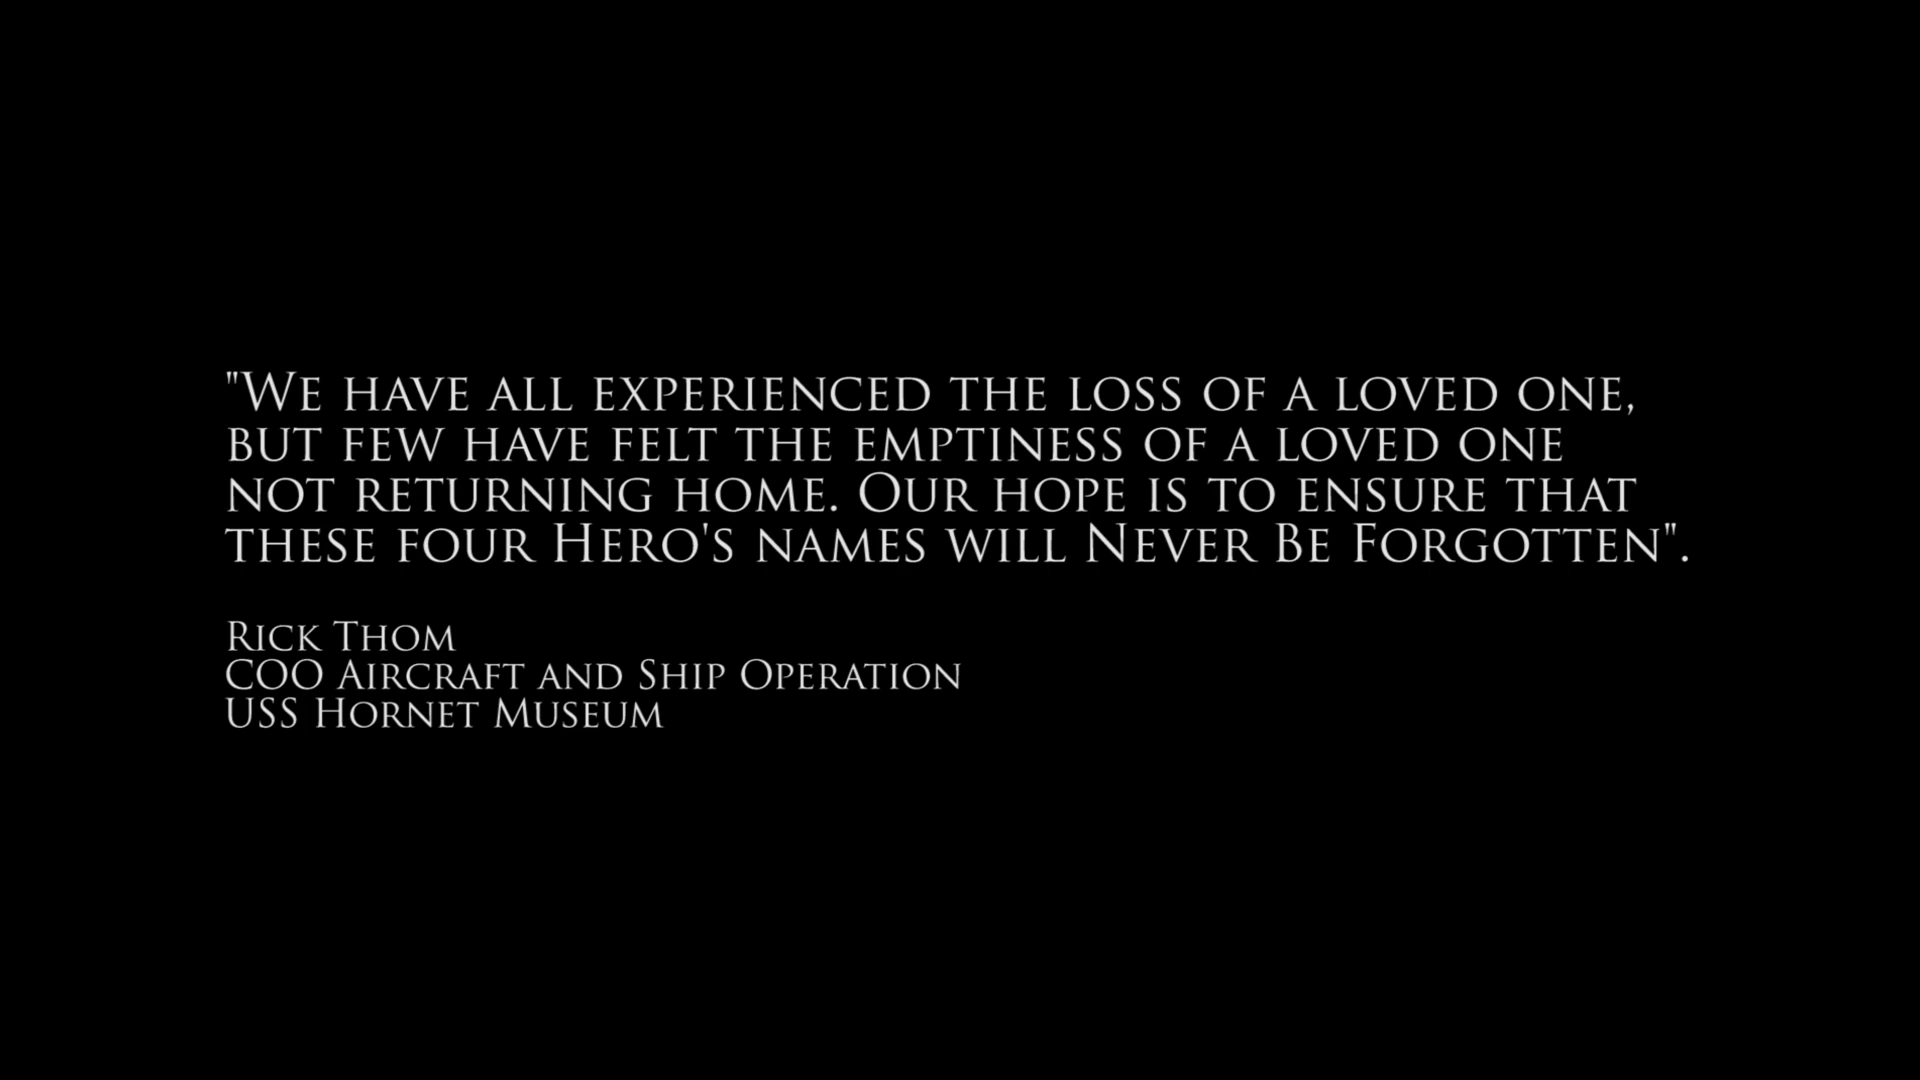 "We have all experienced the loss of a loved one,
but few have felt the emptiness of a loved one
not returning home. Our hope is to ensure that
these four Hero's names will Never Be Forgotten".
Rick Thom
COO Aircraft and Ship Operation
USS Hornet Museum